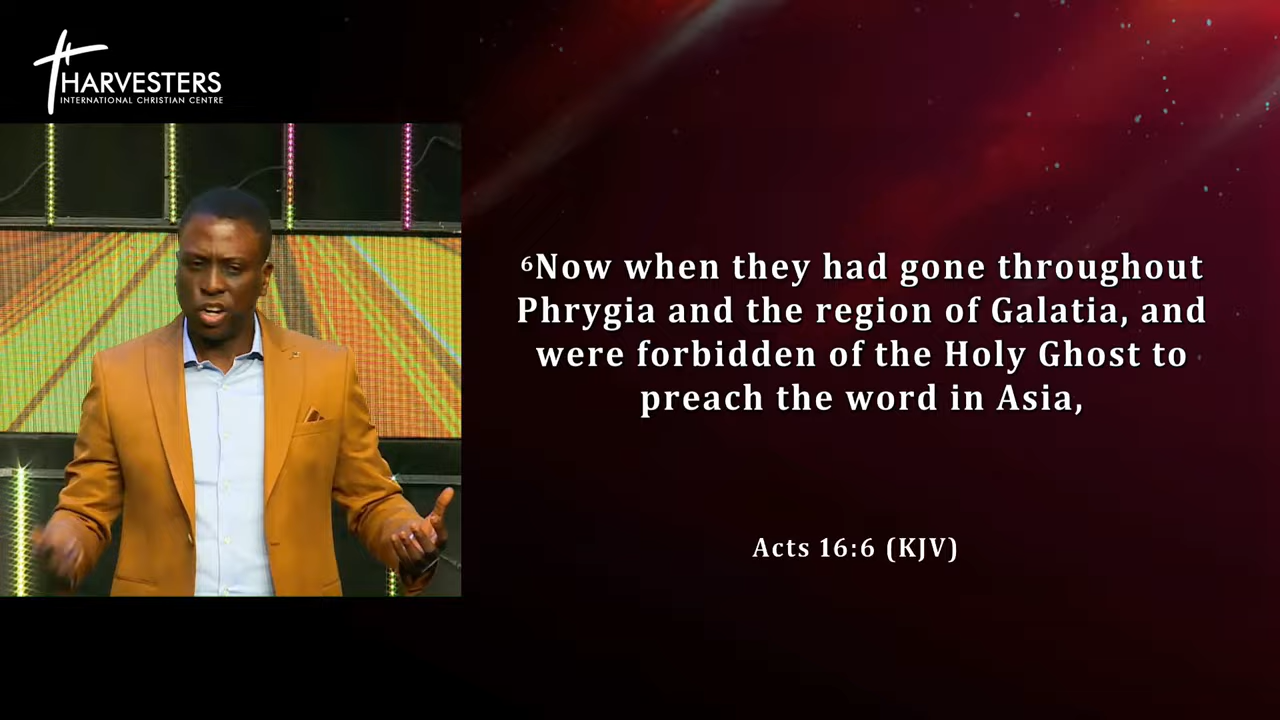 HARVESTERS
INTERNATIONAL CHRISTIAN CENTRE
⁶Now when they had gone throughout
Phrygia and the region of Galatia, and
were forbidden of the Holy Ghost to
preach the word in Asia,
Acts 16:6 (KJV)